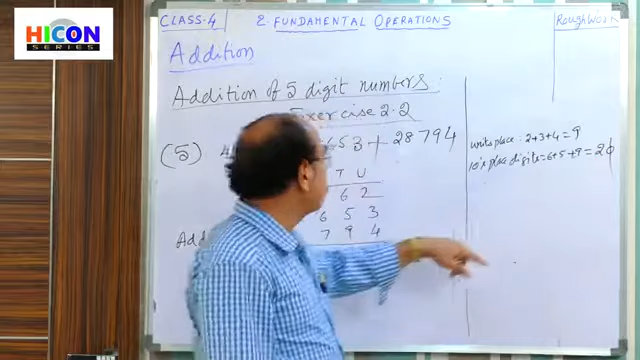 HICON
SERIES
CLASS-4 2. FUNDAMENTAL OPERATIONS Rough Work
Addition
Addition of 5 digit numbers:
Exercise 2.2
(5) 4 653 + 28794
T U
6 2
6 5 3
7 9 4
Add
units place: 2+3+4=9
10's place digits=6+5+9=20